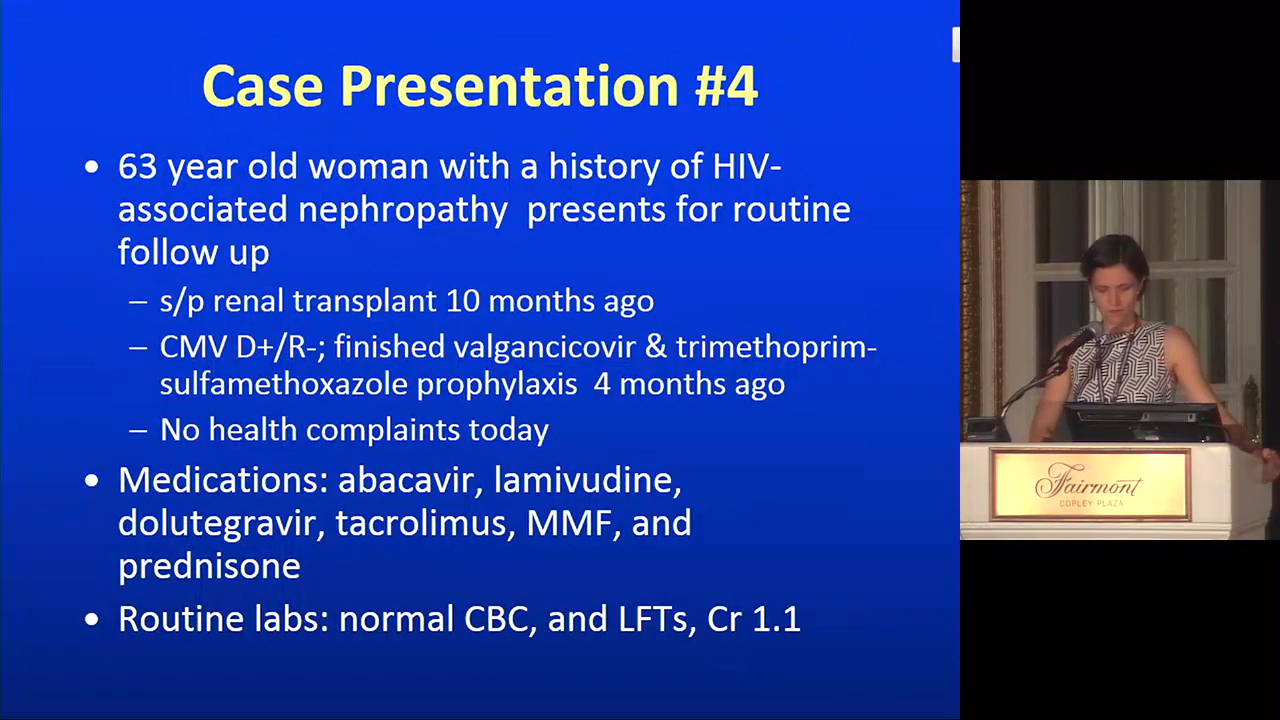 Case Presentation #4
• 63 year old woman with a history of HIV-
associated nephropathy presents for routine
follow up
– s/p renal transplant 10 months ago
– CMV D+/R-; finished valgancicovir & trimethoprim-
sulfamethoxazole prophylaxis 4 months ago
– No health complaints today
• Medications: abacavir, lamivudine,
dolutegravir, tacrolimus, MMF, and
prednisone
• Routine labs: normal CBC, and LFTs, Cr 1.1
Fairmont
COPLEY PLAZA